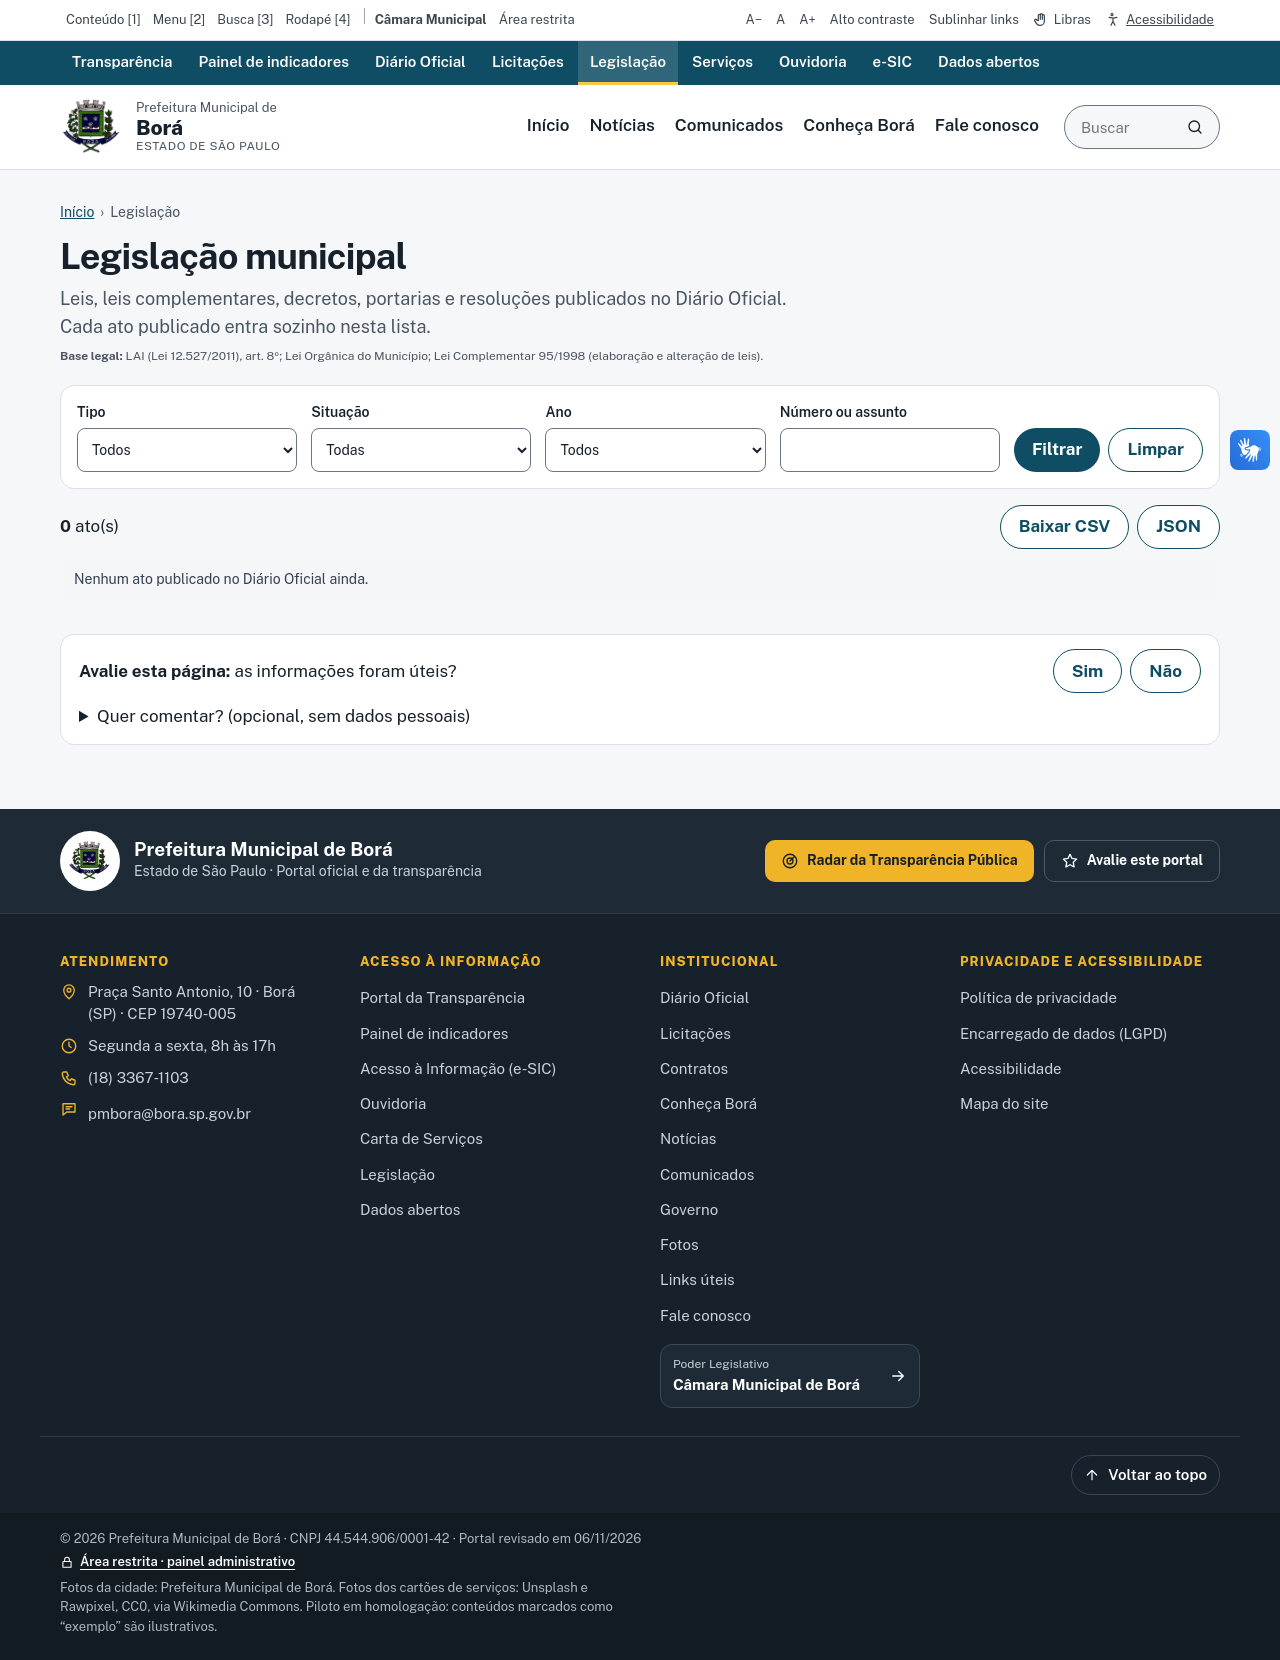 Conteúdo [1] Menu [2] Busca [3] Rodapé [4] Câmara Municipal Área restrita A− A A+ Alto contraste Sublinhar links Libras Acessibilidade
Transparência Painel de indicadores Diário Oficial Licitações Legislação Serviços Ouvidoria e-SIC Dados abertos
Prefeitura Municipal de
Borá
ESTADO DE SÃO PAULO
Início Notícias Comunicados Conheça Borá Fale conosco Buscar
Início › Legislação
Legislação municipal
Leis, leis complementares, decretos, portarias e resoluções publicados no Diário Oficial.
Cada ato publicado entra sozinho nesta lista.
Base legal: LAI (Lei 12.527/2011), art. 8º; Lei Orgânica do Município; Lei Complementar 95/1998 (elaboração e alteração de leis).
Tipo Situação Ano Número ou assunto
Todos Todas Todos Filtrar Limpar
0 ato(s) Baixar CSV JSON
Nenhum ato publicado no Diário Oficial ainda.
Avalie esta página: as informações foram úteis? Sim Não
Quer comentar? (opcional, sem dados pessoais)
Prefeitura Municipal de Borá
Estado de São Paulo · Portal oficial e da transparência
Radar da Transparência Pública Avalie este portal
ATENDIMENTO
Praça Santo Antonio, 10 · Borá
(SP) · CEP 19740-005
Segunda a sexta, 8h às 17h
(18) 3367-1103
pmbora@bora.sp.gov.br
ACESSO À INFORMAÇÃO
Portal da Transparência
Painel de indicadores
Acesso à Informação (e-SIC)
Ouvidoria
Carta de Serviços
Legislação
Dados abertos
INSTITUCIONAL
Diário Oficial
Licitações
Contratos
Conheça Borá
Notícias
Comunicados
Governo
Fotos
Links úteis
Fale conosco
Poder Legislativo
Câmara Municipal de Borá
PRIVACIDADE E ACESSIBILIDADE
Política de privacidade
Encarregado de dados (LGPD)
Acessibilidade
Mapa do site
Voltar ao topo
© 2026 Prefeitura Municipal de Borá · CNPJ 44.544.906/0001-42 · Portal revisado em 06/11/2026
Área restrita · painel administrativo
Fotos da cidade: Prefeitura Municipal de Borá. Fotos dos cartões de serviços: Unsplash e
Rawpixel, CC0, via Wikimedia Commons. Piloto em homologação: conteúdos marcados como
“exemplo” são ilustrativos.